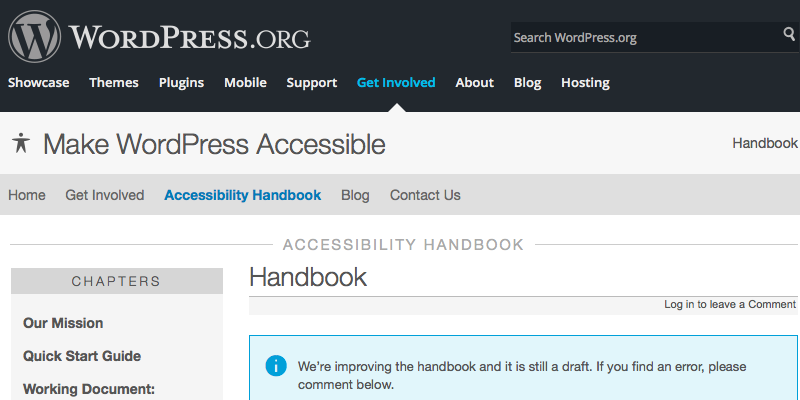 WORDPRESS.ORG
Search WordPress.org
Showcase Themes Plugins Mobile Support Get Involved About Blog Hosting
Make WordPress Accessible
Handbook
Home Get Involved Accessibility Handbook Blog Contact Us
ACCESSIBILITY HANDBOOK
CHAPTERS
Our Mission
Quick Start Guide
Working Document:
Handbook
Log in to leave a Comment
We're improving the handbook and it is still a draft. If you find an error, please
comment below.